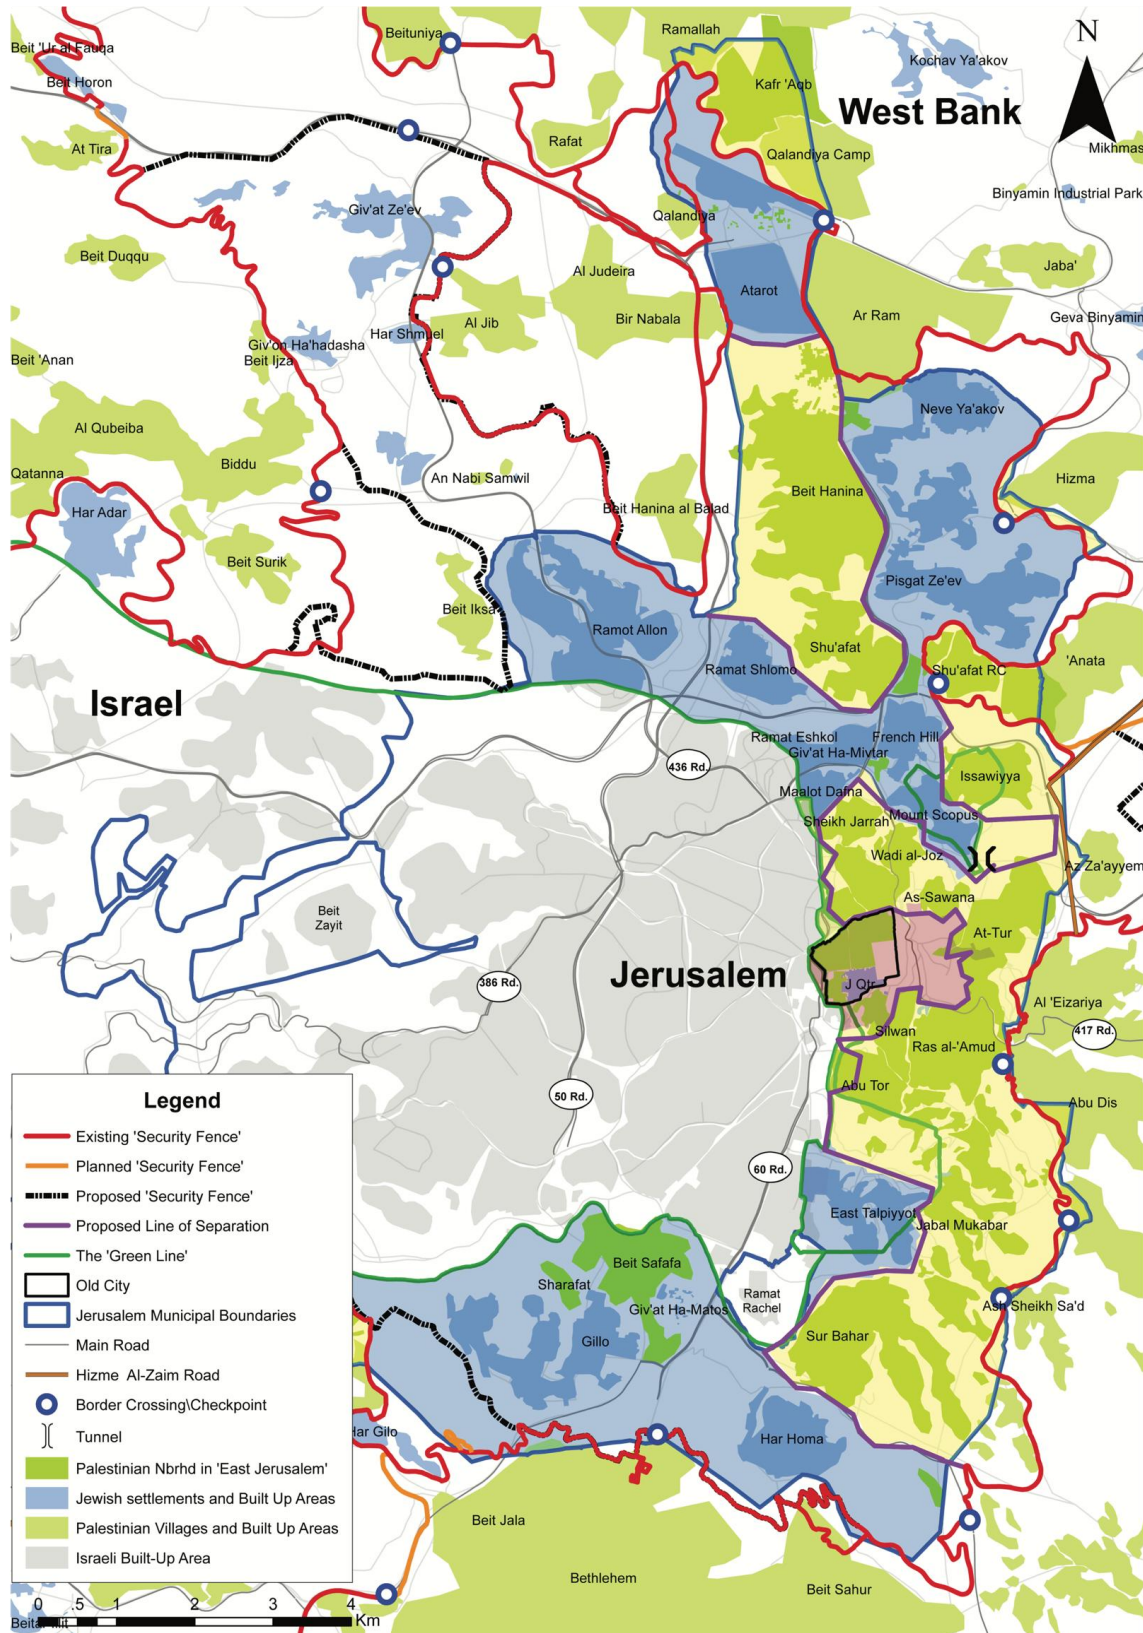 Beituniya
Ramallah
N
Beit 'Ur al Fauqa
Kochav Ya'akov
Beit Horon
Kafr 'Aqb
West Bank
At Tira
Rafat
Qalandiya Camp
Mikhmas
Binyamin Industrial Park
Giv'at Ze'ev
Qalandiya
Beit Duqqu
Al Judeira
Jaba'
Atarot
Ar Ram
Geva Binyamin
Al Jib
Bir Nabala
Har Shmuel
Giv'on Ha'hadasha
Beit Ijza
Beit 'Anan
Neve Ya'akov
Al Qubeiba
Biddu
Qatanna
An Nabi Samwil
Beit Hanina
Hizma
Har Adar
Beit Hanina al Balad
Beit Surik
Pisgat Ze'ev
Beit Iksa
Ramot Allon
Shu'afat
Ramat Shlomo
Shu'afat RC
'Anata
Israel
Ramat Eshkol
French Hill
Giv'at Ha-Mivtar
436 Rd.
Issawiyya
Maalot Dafna
Sheikh Jarrah
Mount Scopus
Wadi al-Joz
Az Za'ayyem
As-Sawana
Beit
Zayit
At-Tur
Jerusalem
386 Rd.
J Qtr
Al 'Eizariya
Silwan
417 Rd.
Ras al-'Amud
Abu Tor
50 Rd.
Abu Dis
60 Rd.
East Talpiyyot
Jabal Mukabar
Beit Safafa
Sharafat
Ramat
Rachel
Giv'at Ha-Matos
Ash Sheikh Sa'd
Gillo
Sur Bahar
Har Gilo
Har Homa
Beit Jala
Bethlehem
Beit Sahur
Legend
Existing 'Security Fence'
Planned 'Security Fence'
Proposed 'Security Fence'
Proposed Line of Separation
The 'Green Line'
Old City
Jerusalem Municipal Boundaries
Main Road
Hizme Al-Zaim Road
Border Crossing\Checkpoint
Tunnel
Palestinian Nbrhd in 'East Jerusalem'
Jewish settlements and Built Up Areas
Palestinian Villages and Built Up Areas
Israeli Built-Up Area
0 .5 1 2 3 4
Km